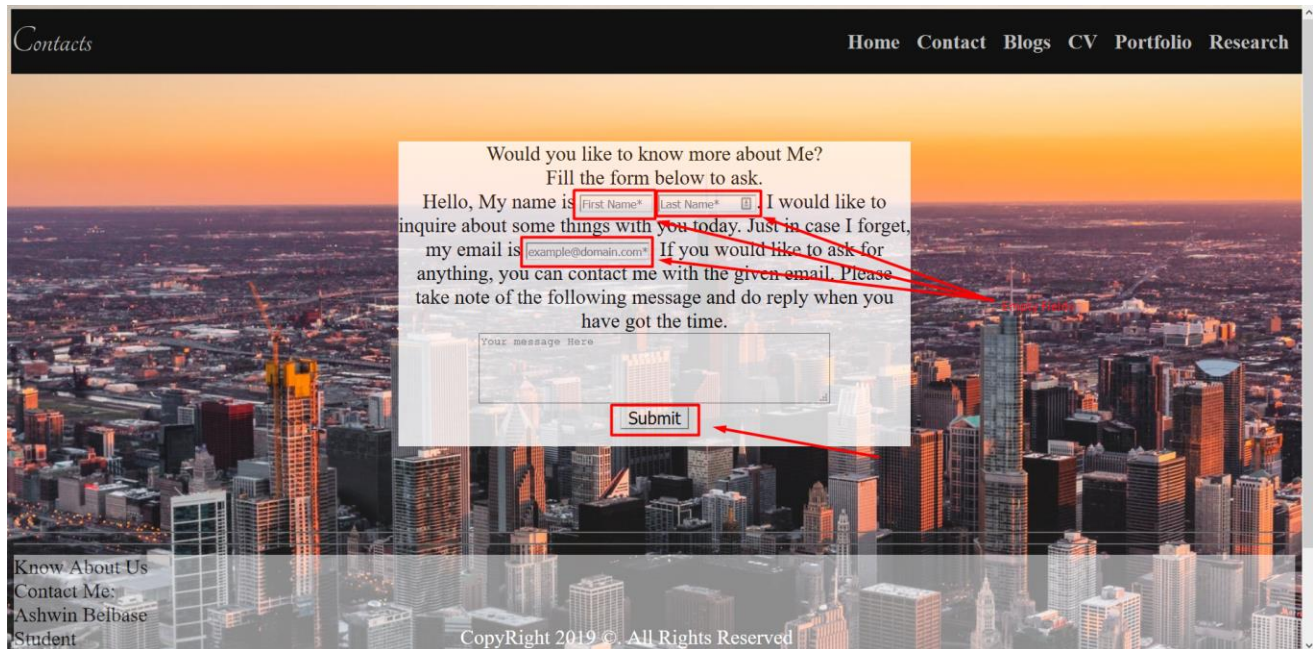 Contacts
Home Contact Blogs CV Portfolio Research
Would you like to know more about Me?
Fill the form below to ask.
Hello, My name is First Name* Last Name* . I would like to
inquire about some things with you today. Just in case I forget,
my email is example@domain.com* . If you would like to ask for
anything, you can contact me with the given email. Please
take note of the following message and do reply when you
have got the time.
Your message Here
Submit
Know About Us
Contact Me:
Ashwin Belbase
Student
CopyRight 2019 ©. All Rights Reserved